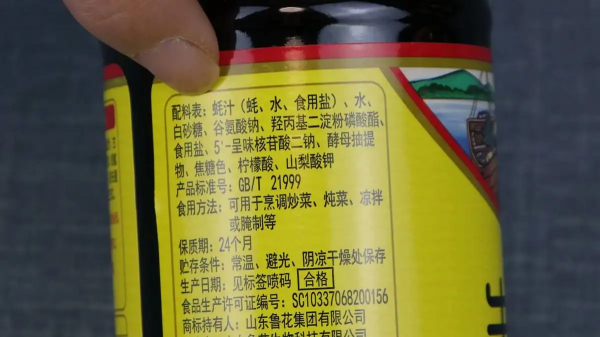 配料表：蚝汁（蚝、水、食用盐）、水、
白砂糖、谷氨酸钠、羟丙基二淀粉磷酸酯、
食用盐、5'-呈味核苷酸二钠、酵母抽提
物、焦糖色、柠檬酸、山梨酸钾
产品标准号：GB/T 21999
食用方法：可用于烹调炒菜、炖菜、凉拌
或腌制等
保质期：24个月
贮存条件：常温、避光、阴凉干燥处保存
生产日期：见标签喷码 合格
食品生产许可证编号：SC10337068200156
商标持有人：山东鲁花集团有限公司